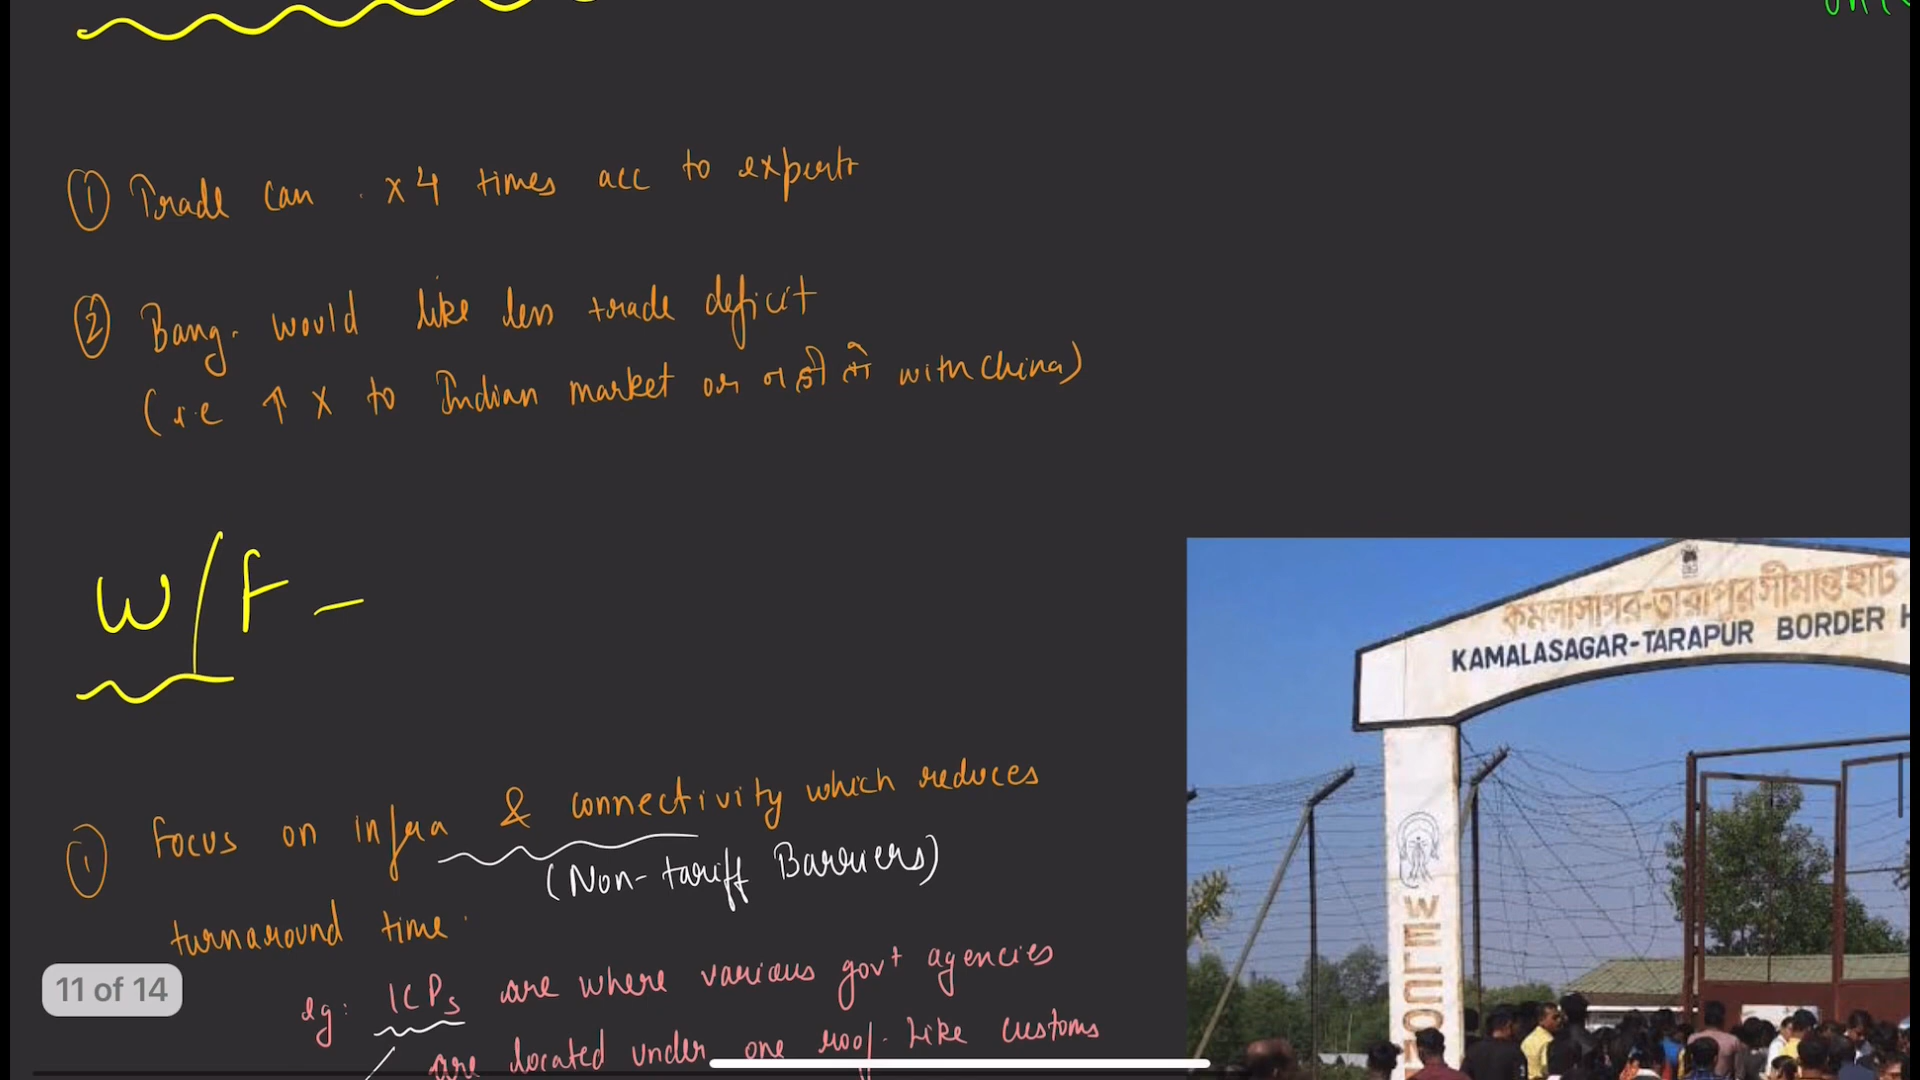 ① Trade can x4 times acc to experts
② Bang. would like less trade deficit
(i.e ↑ X to Indian market or नहीं तो with China)
W/F –
① Focus on infra & connectivity which reduces
(Non-tariff Barriers)
turnaround time.
eg: ICPs are where various govt agencies
are located under one roof. Like customs
11 of 14
কমলাসাগর-তারাপুর সীমান্ত হাট
KAMALASAGAR-TARAPUR BORDER
WELCO